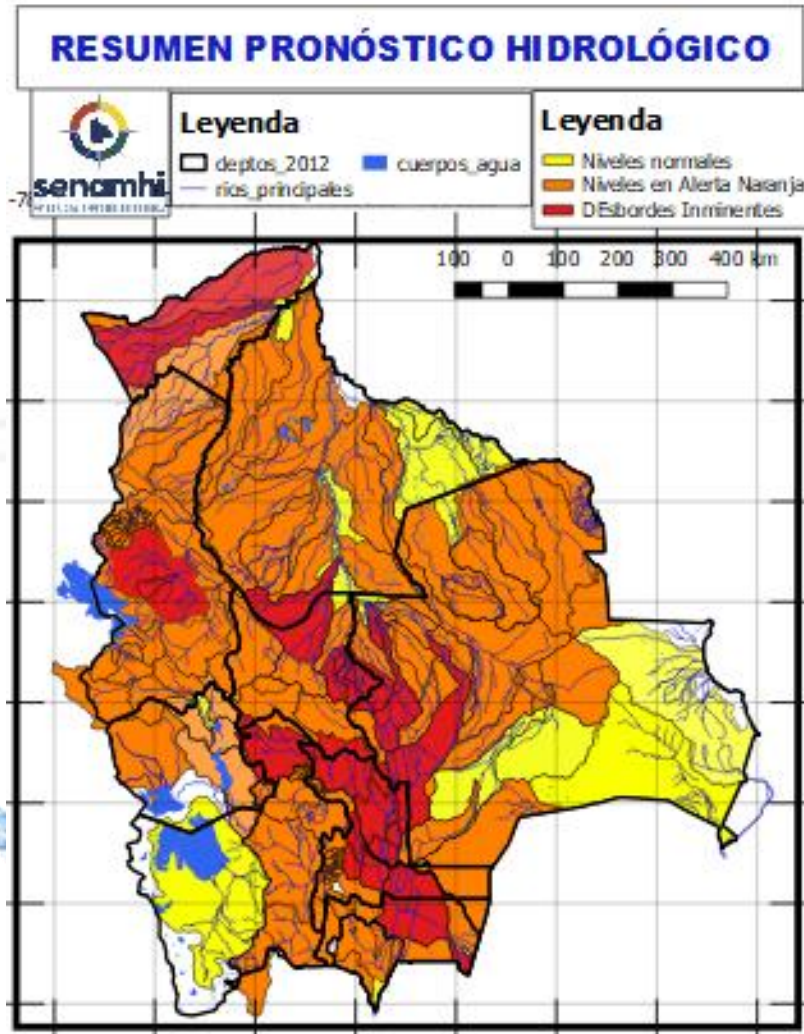 RESUMEN PRONÓSTICO HIDROLÓGICO
senamhi
Leyenda
deptos_2012
cuerpos_agua
rios_principales
Leyenda
Niveles normales
Niveles en Alerta Naranja
DEsbordes Inminentes
100 0 100 200 300 400 km